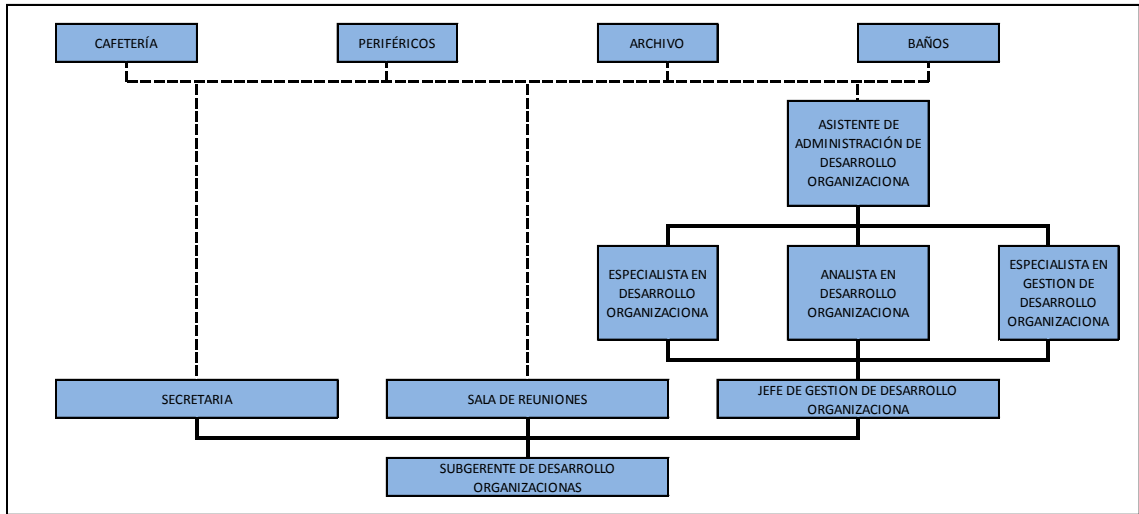 CAFETERÍA
PERIFÉRICOS
ARCHIVO
BAÑOS
ASISTENTE DE
ADMINISTRACIÓN DE
DESARROLLO
ORGANIZACIONA
ESPECIALISTA EN
DESARROLLO
ORGANIZACIONA
ANALISTA EN
DESARROLLO
ORGANIZACIONA
ESPECIALISTA EN
GESTION DE
DESARROLLO
ORGANIZACIONA
SECRETARIA
SALA DE REUNIONES
JEFE DE GESTION DE DESARROLLO
ORGANIZACIONA
SUBGERENTE DE DESARROLLO
ORGANIZACIONAS